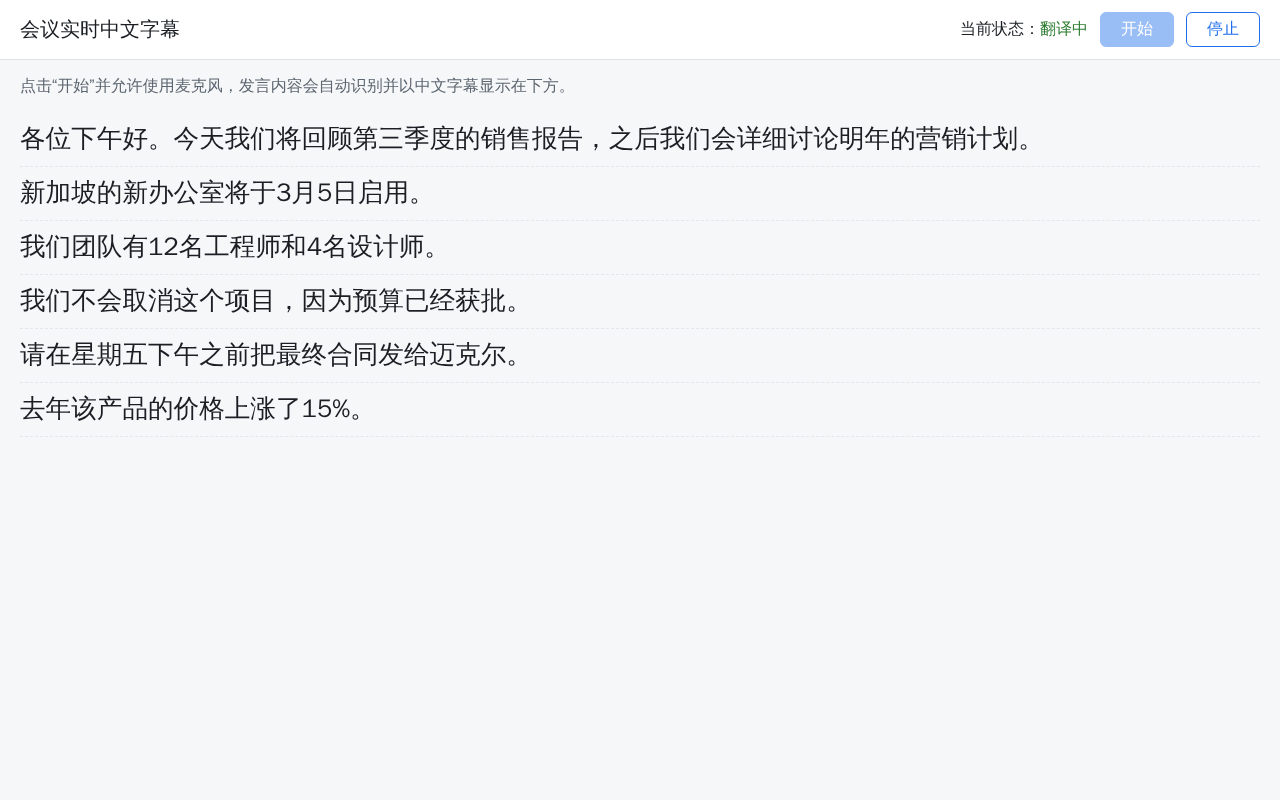 会议实时中文字幕
当前状态：翻译中
开始
停止
点击“开始”并允许使用麦克风，发言内容会自动识别并以中文字幕显示在下方。
各位下午好。今天我们将回顾第三季度的销售报告，之后我们会详细讨论明年的营销计划。
新加坡的新办公室将于3月5日启用。
我们团队有12名工程师和4名设计师。
我们不会取消这个项目，因为预算已经获批。
请在星期五下午之前把最终合同发给迈克尔。
去年该产品的价格上涨了15%。